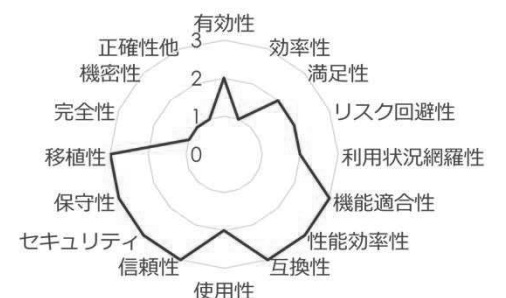 有効性
効率性
満足性
リスク回避性
利用状況網羅性
機能適合性
性能効率性
互換性
使用性
信頼性
セキュリティ
保守性
移植性
完全性
機密性
正確性他
3
2
1
0